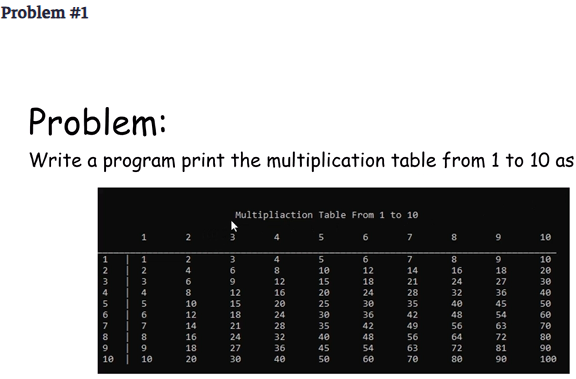 Problem #1
Problem:
Write a program print the multiplication table from 1 to 10 as
Multipliaction Table From 1 to 10
1 2 3 4 5 6 7 8 9 10
1 | 1 2 3 4 5 6 7 8 9 10
2 | 2 4 6 8 10 12 14 16 18 20
3 | 3 6 9 12 15 18 21 24 27 30
4 | 4 8 12 16 20 24 28 32 36 40
5 | 5 10 15 20 25 30 35 40 45 50
6 | 6 12 18 24 30 36 42 48 54 60
7 | 7 14 21 28 35 42 49 56 63 70
8 | 8 16 24 32 40 48 56 64 72 80
9 | 9 18 27 36 45 54 63 72 81 90
10 | 10 20 30 40 50 60 70 80 90 100